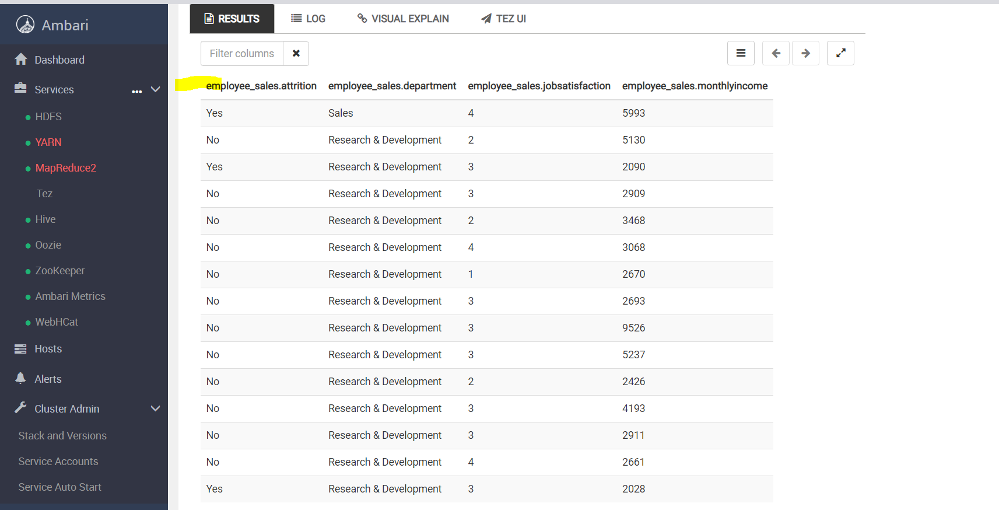 Ambari
Dashboard
Services ...
HDFS
YARN
MapReduce2
Tez
Hive
Oozie
ZooKeeper
Ambari Metrics
WebHCat
Hosts
Alerts
Cluster Admin
Stack and Versions
Service Accounts
Service Auto Start
RESULTS LOG VISUAL EXPLAIN TEZ UI
Filter columns
employee_sales.attrition employee_sales.department employee_sales.jobsatisfaction employee_sales.monthlyincome
Yes Sales 4 5993
No Research & Development 2 5130
Yes Research & Development 3 2090
No Research & Development 3 2909
No Research & Development 2 3468
No Research & Development 4 3068
No Research & Development 1 2670
No Research & Development 3 2693
No Research & Development 3 9526
No Research & Development 3 5237
No Research & Development 2 2426
No Research & Development 3 4193
No Research & Development 3 2911
No Research & Development 4 2661
Yes Research & Development 3 2028